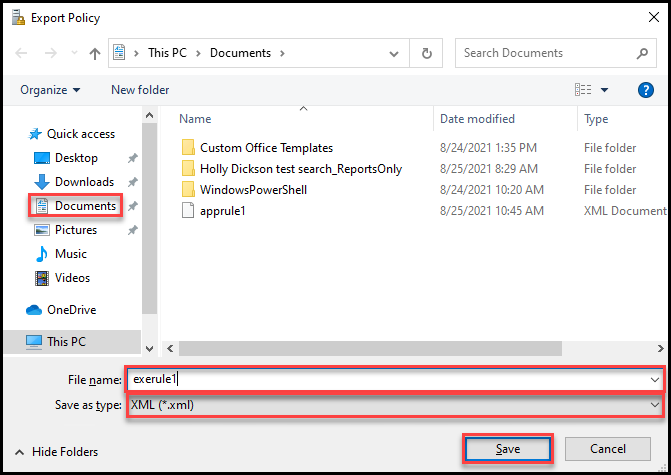 Export Policy
This PC > Documents >
Search Documents
Organize New folder ?
Name Date modified Type
Quick access
Desktop
Downloads
Documents
Pictures
Music
Videos
OneDrive
This PC
Custom Office Templates 8/24/2021 1:35 PM File folder
Holly Dickson test search_ReportsOnly 8/25/2021 8:29 AM File folder
WindowsPowerShell 8/24/2021 10:20 AM File folder
apprule1 8/25/2021 10:45 AM XML Document
File name: exerule1
Save as type: XML (*.xml)
Hide Folders Save Cancel